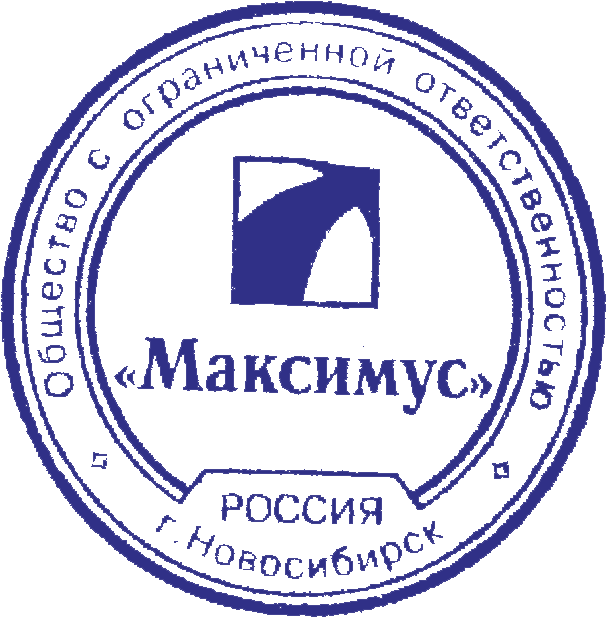 Общество с ограниченной ответственностью
«Максимус»
РОССИЯ
г.Новосибирск